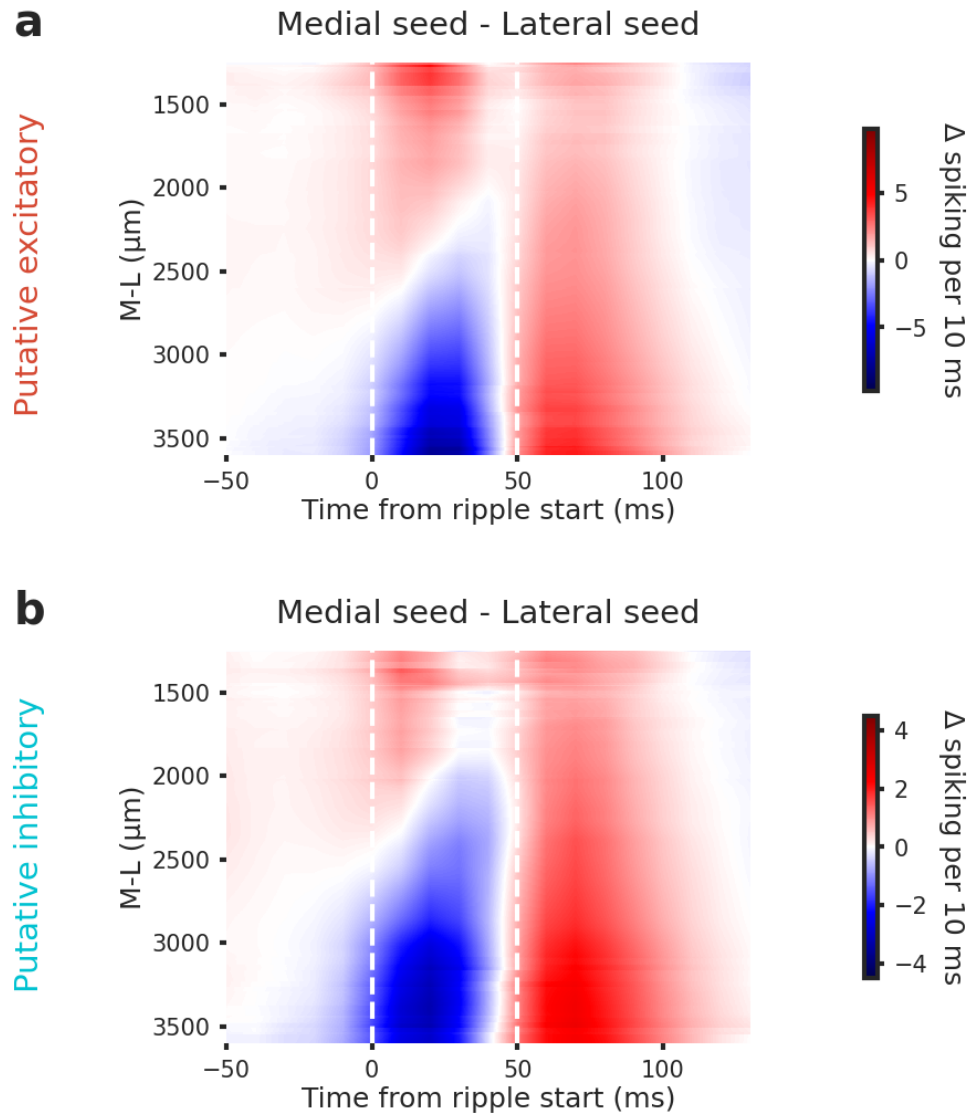 a
Medial seed - Lateral seed
Putative excitatory
M-L (μm)
1500
2000
2500
3000
3500
−50
0
50
100
Time from ripple start (ms)
5
0
−5
Δ spiking per 10 ms
b
Medial seed - Lateral seed
Putative inhibitory
M-L (μm)
1500
2000
2500
3000
3500
−50
0
50
100
Time from ripple start (ms)
4
2
0
−2
−4
Δ spiking per 10 ms